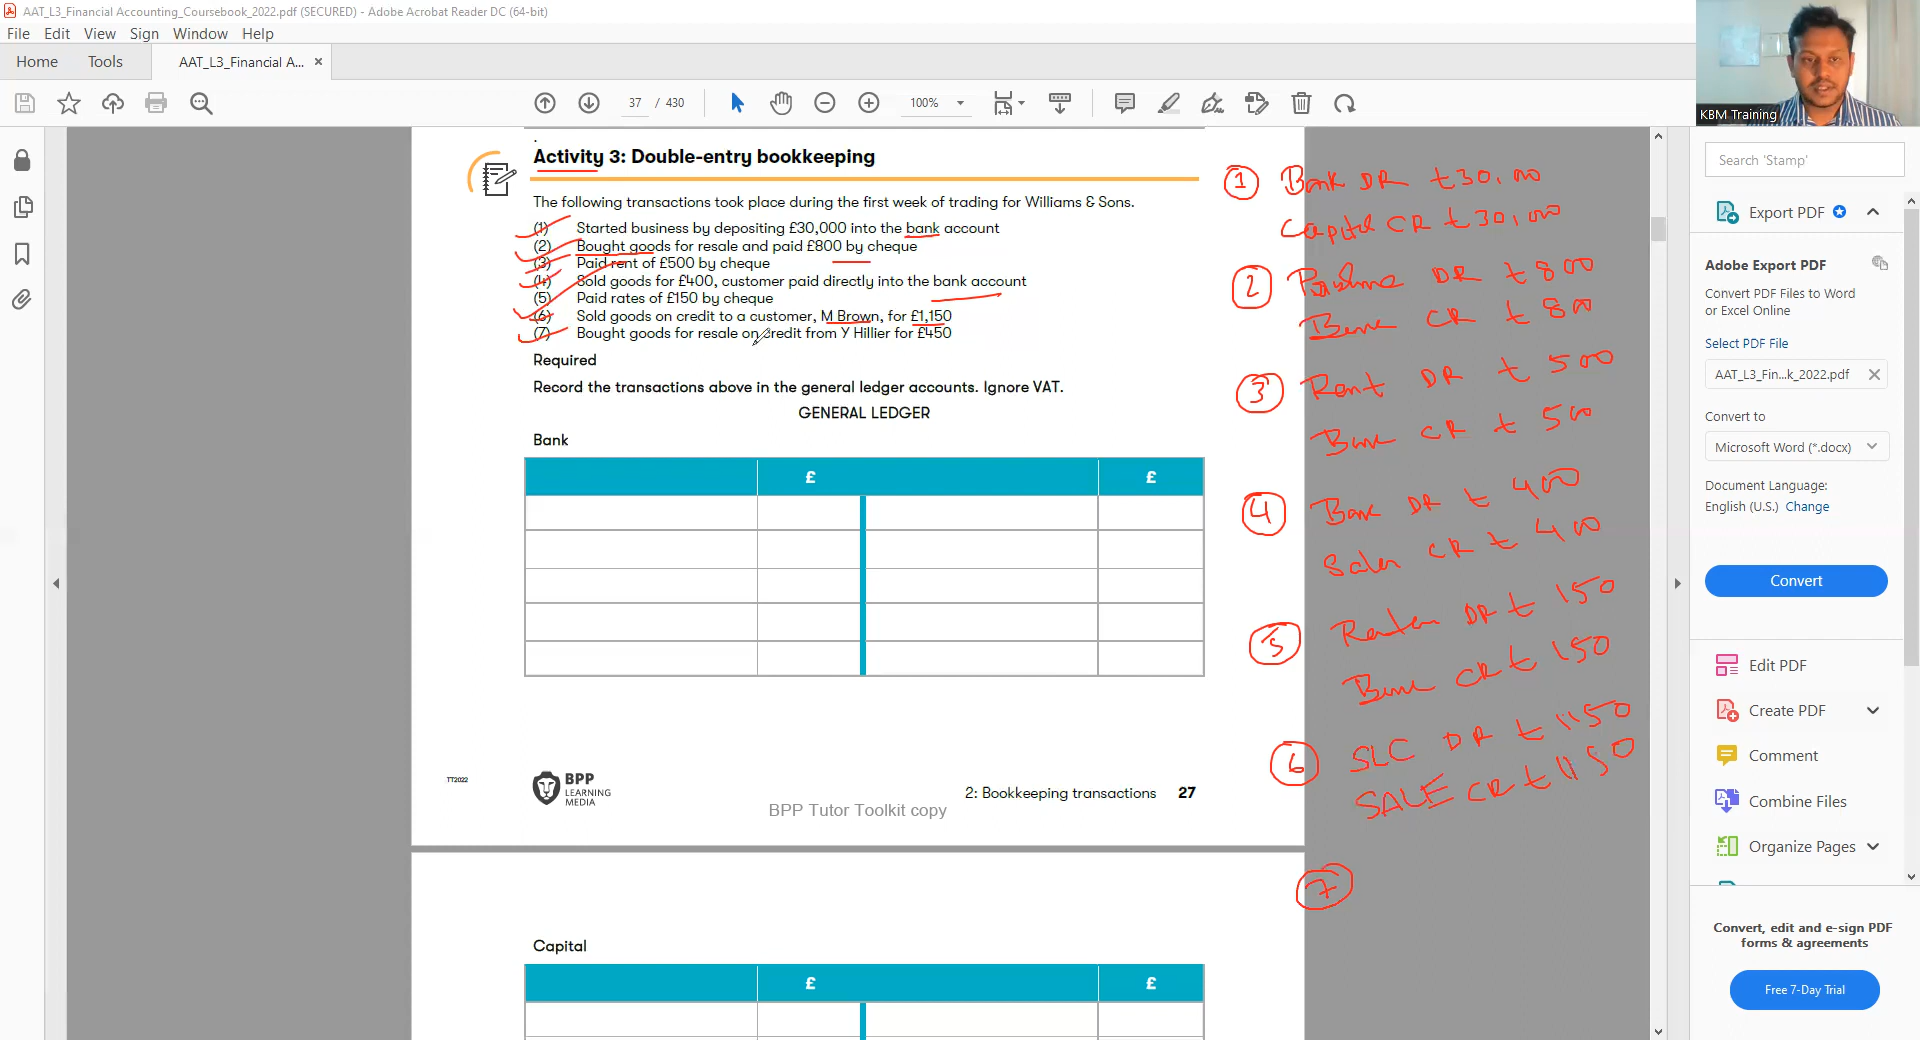 AAT_L3_Financial Accounting_Coursebook_2022.pdf (SECURED) - Adobe Acrobat Reader DC (64-bit)
File Edit View Sign Window Help
Home Tools AAT_L3_Financial A... ×
37 / 430 100%
KBM Training
Activity 3: Double-entry bookkeeping
The following transactions took place during the first week of trading for Williams & Sons.
(1) Started business by depositing £30,000 into the bank account
(2) Bought goods for resale and paid £800 by cheque
(3) Paid rent of £500 by cheque
(4) Sold goods for £400, customer paid directly into the bank account
(5) Paid rates of £150 by cheque
(6) Sold goods on credit to a customer, M Brown, for £1,150
(7) Bought goods for resale on credit from Y Hillier for £450
Required
Record the transactions above in the general ledger accounts. Ignore VAT.
GENERAL LEDGER
Bank
£ £
TT2022
BPP
LEARNING
MEDIA
2: Bookkeeping transactions 27
BPP Tutor Toolkit copy
Capital
£ £
1 Bank DR £30,000
Capital CR £30,000
2 DR £800
Bank CR £800
3 Rent DR £500
Bank CR £500
4 Bank DR £400
Sales CR £400
5 DR £150
Bank CR £150
6 SLC DR £1150
SALE CR £1150
7
Search 'Stamp'
Export PDF
Adobe Export PDF
Convert PDF Files to Word
or Excel Online
Select PDF File
AAT_L3_Fin...k_2022.pdf
Convert to
Microsoft Word (*.docx)
Document Language:
English (U.S.) Change
Convert
Edit PDF
Create PDF
Comment
Combine Files
Organize Pages
Convert, edit and e-sign PDF
forms & agreements
Free 7-Day Trial